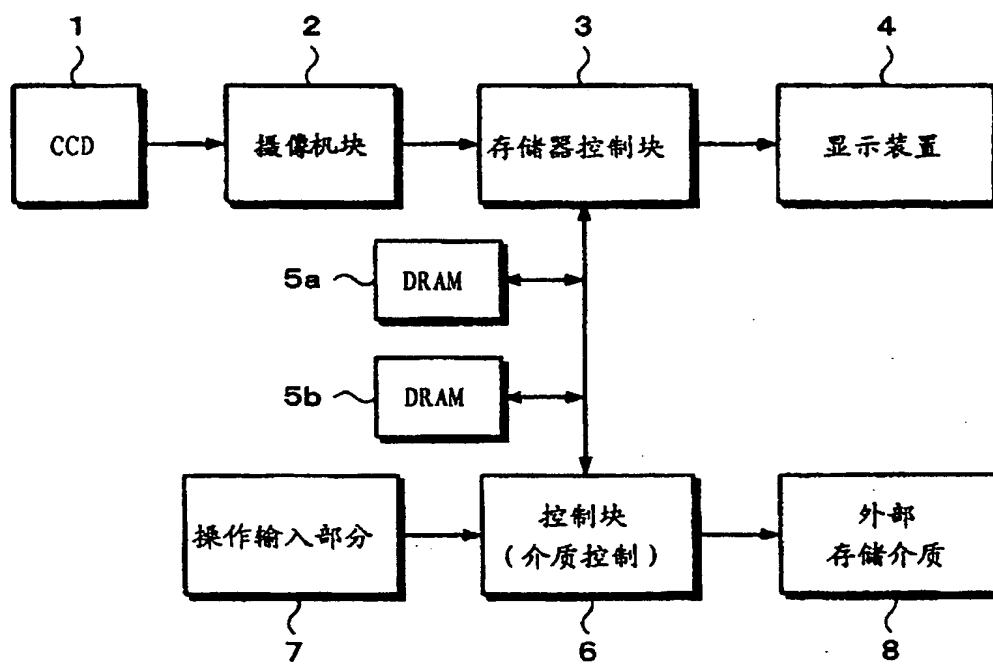 1
2
3
4
CCD
摄像机块
存储器控制块
显示装置
5a
DRAM
5b
DRAM
操作输入部分
控制块
（介质控制）
外部
存储介质
7
6
8